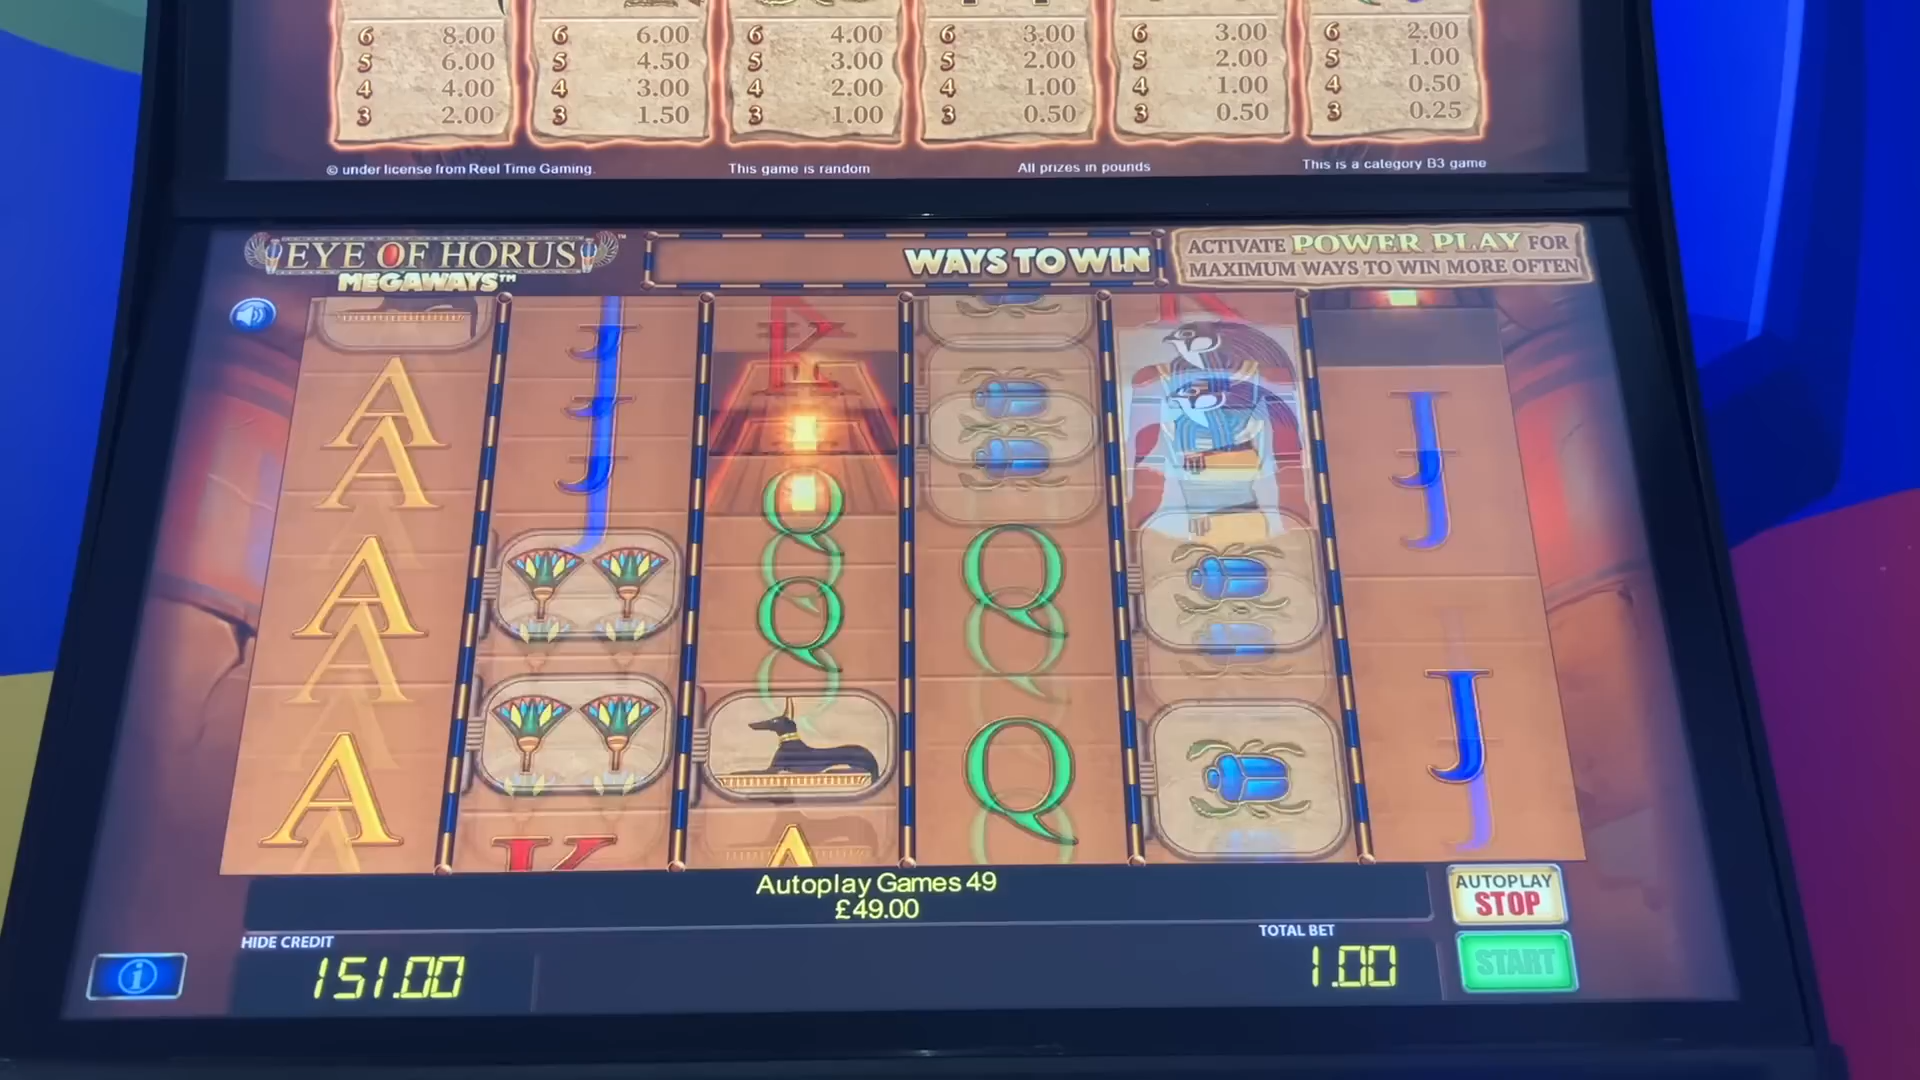 6 8.00 6 6.00 6 4.00 6 3.00 6 3.00 6 2.00
5 6.00 5 4.50 5 3.00 5 2.00 5 2.00 5 1.00
4 4.00 4 3.00 4 2.00 4 1.00 4 1.00 4 0.50
3 2.00 3 1.50 3 1.00 3 0.50 3 0.50 3 0.25
© under license from Reel Time Gaming. This game is random All prizes in pounds This is a category B3 game
EYE OF HORUS™
MEGAWAYS™
WAYS TO WIN
ACTIVATE POWER PLAY FOR
MAXIMUM WAYS TO WIN MORE OFTEN
A J K
A J Q Q J
A Q J
A Q J
K A
Autoplay Games 49
£49.00
AUTOPLAY
STOP
HIDE CREDIT
151.00
TOTAL BET
1.00
START
i